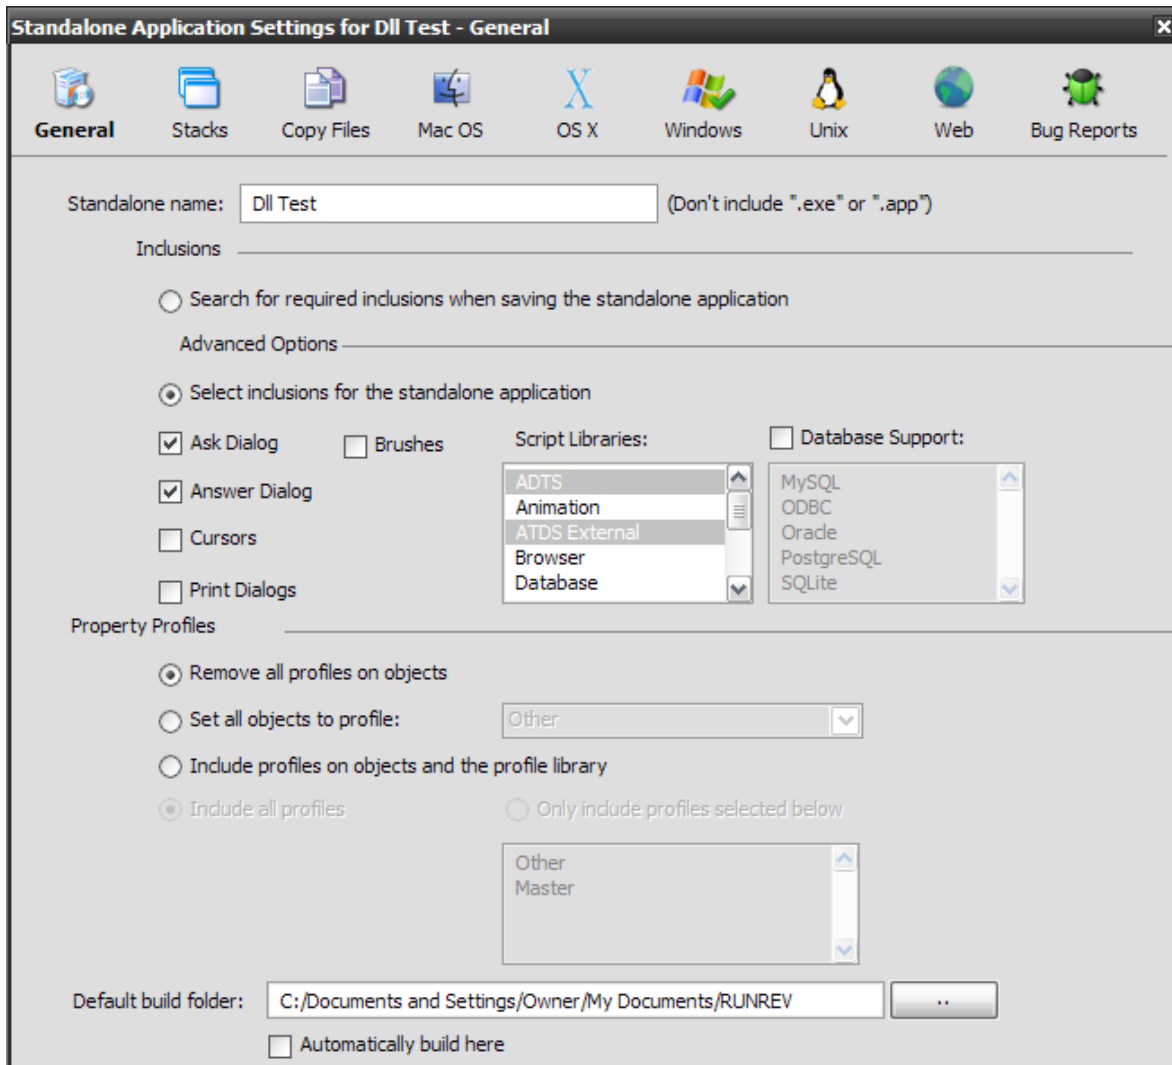 Standalone Application Settings for Dll Test - General
General Stacks Copy Files Mac OS OS X Windows Unix Web Bug Reports
Standalone name: Dll Test (Don't include ".exe" or ".app")
Inclusions
Search for required inclusions when saving the standalone application
Advanced Options
Select inclusions for the standalone application
Ask Dialog Brushes Script Libraries: Database Support:
ADTS MySQL
Answer Dialog Animation ODBC
ATDS External Oracle
Cursors Browser PostgreSQL
Database SQLite
Print Dialogs
Property Profiles
Remove all profiles on objects
Set all objects to profile: Other
Include profiles on objects and the profile library
Include all profiles Only include profiles selected below
Other
Master
Default build folder: C:/Documents and Settings/Owner/My Documents/RUNREV ..
Automatically build here